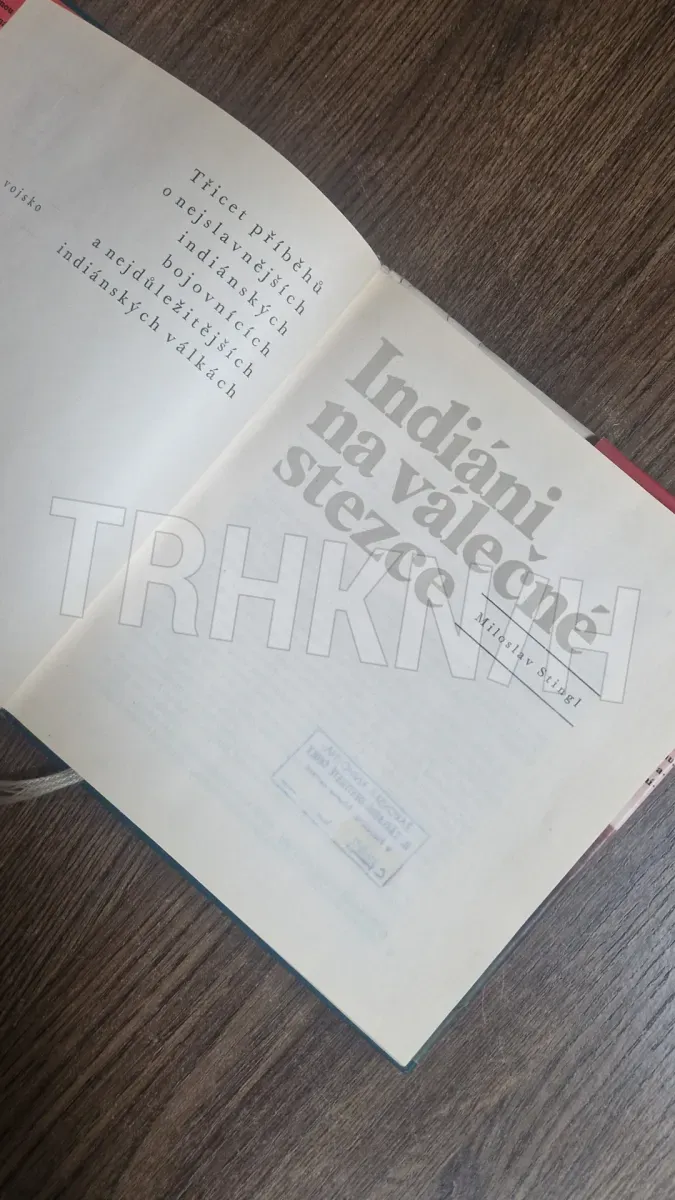 vojsko
Třicet příběhů
o nejslavnějších
indiánských
bojovnících
a nejdůležitějších
indiánských válkách
Indiáni
na válečné
stezce
Miloslav Stingl
TRHKNIH